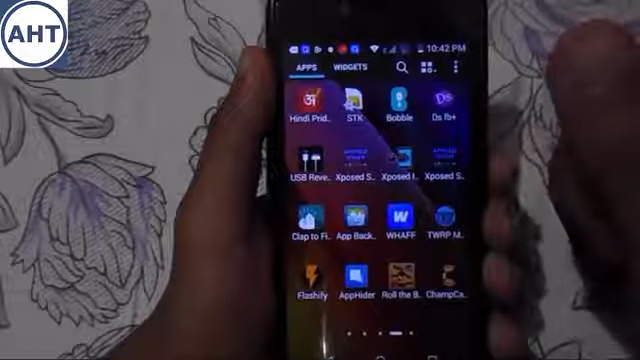 AHT
10:42 PM
APPS WIDGETS
Hindi Prid.. STK Bobble Ds fb+
USB Reve.. Xposed S.. Xposed I.. Xposed S..
Clap to Fi.. App Back.. WHAFF TWRP M..
Flashify AppHider Roll the B.. ChampCa..